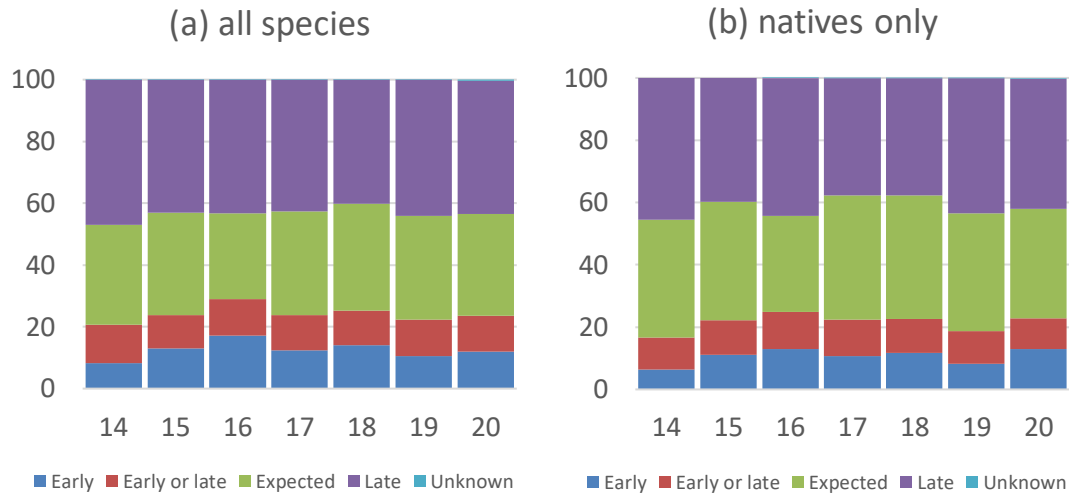 (a) all species
100
80
60
40
20
0
14 15 16 17 18 19 20
Early Early or late Expected Late Unknown
(b) natives only
100
80
60
40
20
0
14 15 16 17 18 19 20
Early Early or late Expected Late Unknown